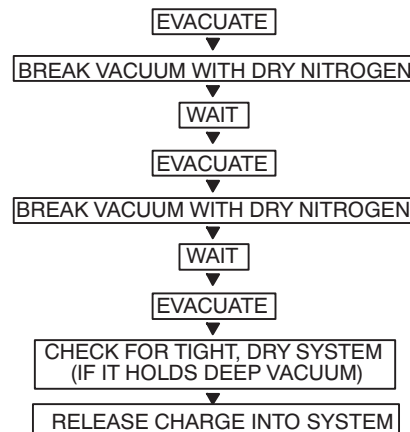 EVACUATE
BREAK VACUUM WITH DRY NITROGEN
WAIT
EVACUATE
BREAK VACUUM WITH DRY NITROGEN
WAIT
EVACUATE
CHECK FOR TIGHT, DRY SYSTEM
(IF IT HOLDS DEEP VACUUM)
RELEASE CHARGE INTO SYSTEM